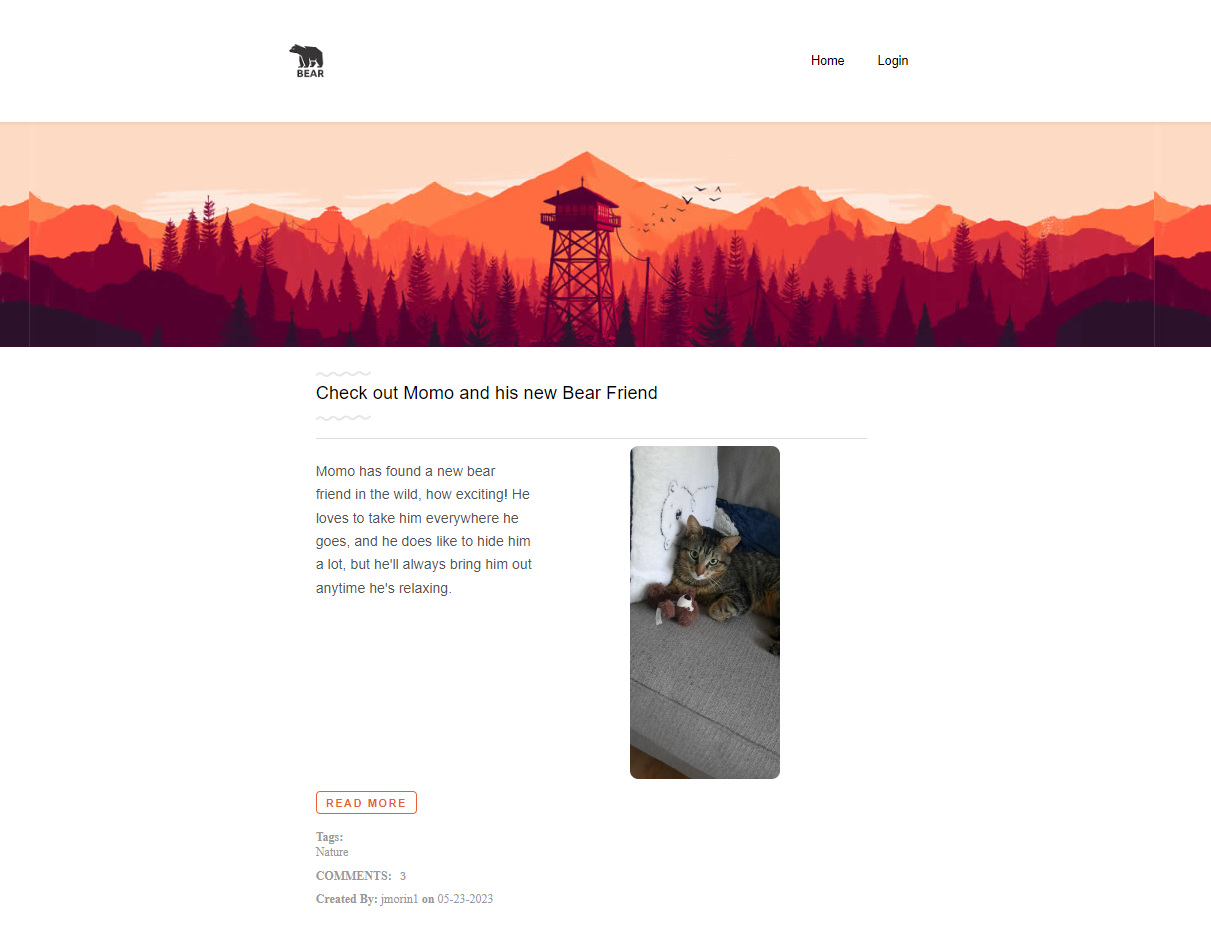 BEAR
Home
Login
Check out Momo and his new Bear Friend
Momo has found a new bear
friend in the wild, how exciting! He
loves to take him everywhere he
goes, and he does like to hide him
a lot, but he'll always bring him out
anytime he's relaxing.
READ MORE
Tags:
Nature
COMMENTS: 3
Created By: jmorin1 on 05-23-2023